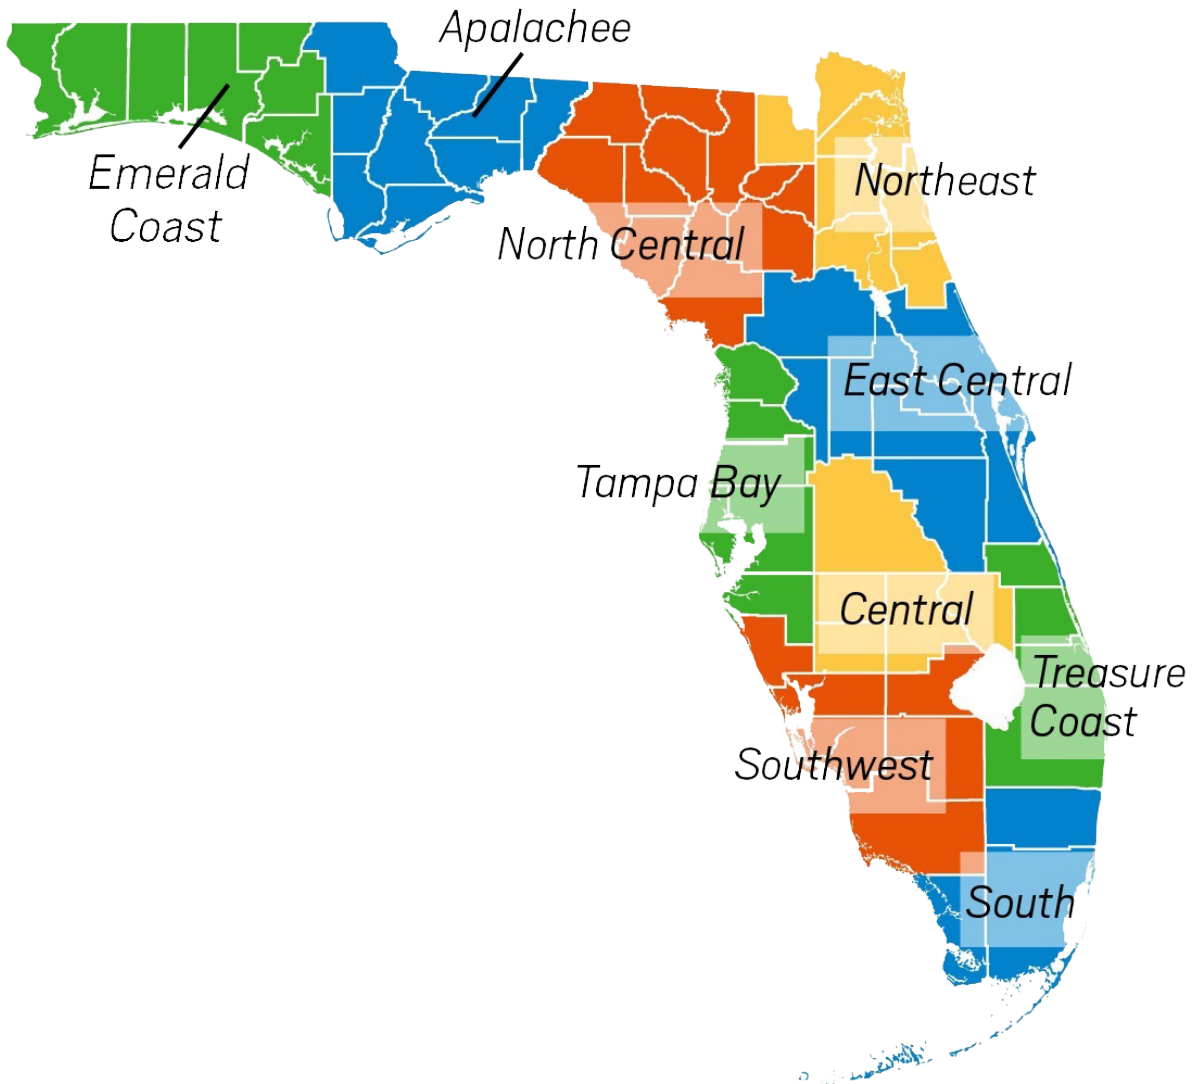 Apalachee
Emerald
Coast
Northeast
North Central
East Central
Tampa Bay
Central
Treasure
Coast
Southwest
South